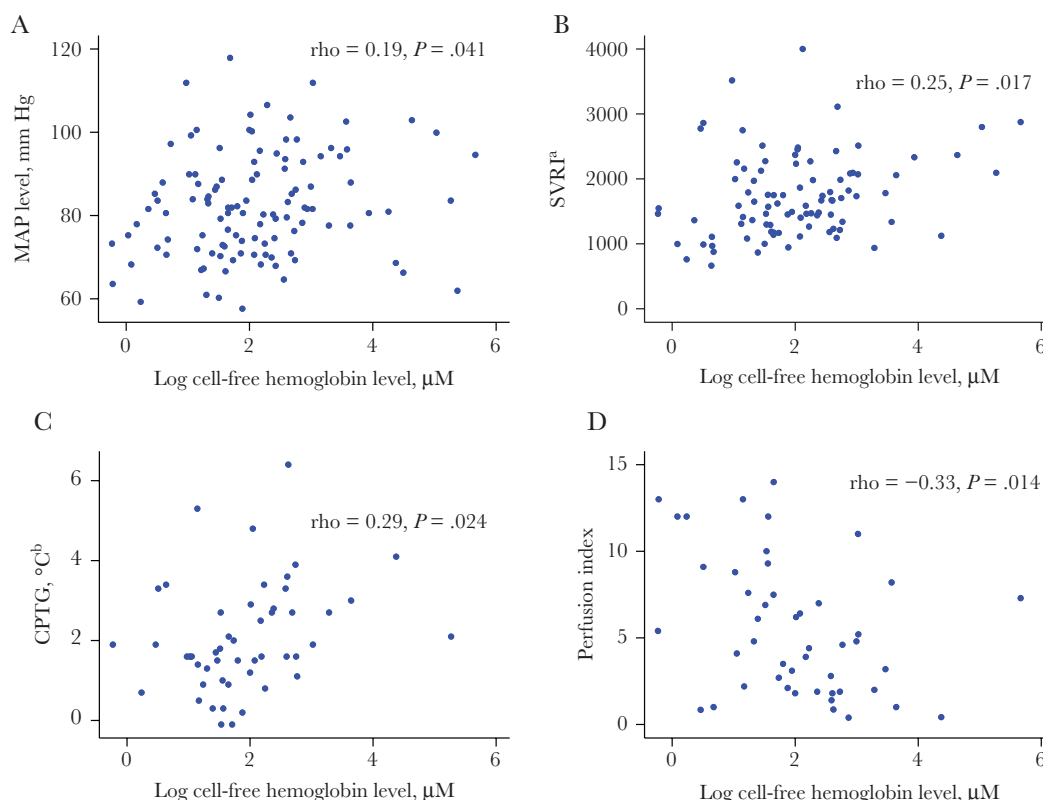 A
MAP level, mm Hg
120
100
80
60
rho = 0.19, P = .041
0 2 4 6
Log cell-free hemoglobin level, μM
B
SVRIa
4000
3000
2000
1000
0
rho = 0.25, P = .017
0 2 4 6
Log cell-free hemoglobin level, μM
C
CPTG, °Cb
6
4
2
0
rho = 0.29, P = .024
0 2 4 6
Log cell-free hemoglobin level, μM
D
Perfusion index
15
10
5
0
rho = −0.33, P = .014
0 2 4 6
Log cell-free hemoglobin level, μM